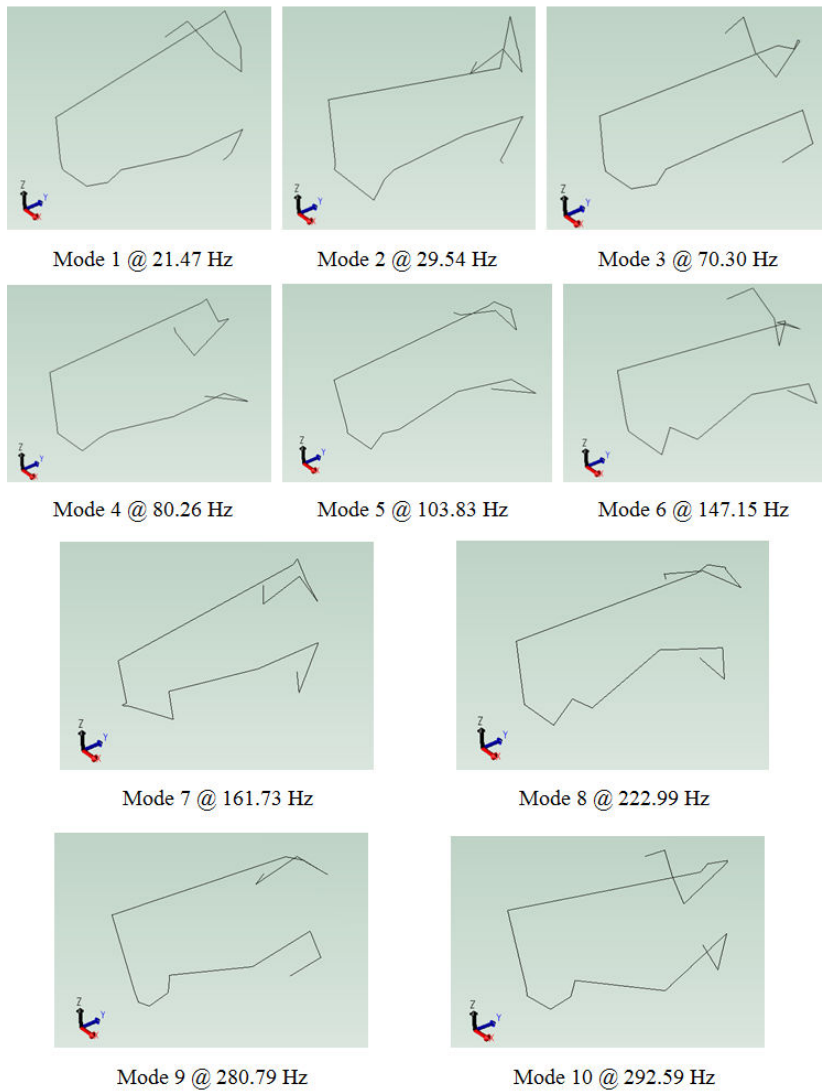 Z Y X
Z Y X
Z Y X
Mode 1 @ 21.47 Hz Mode 2 @ 29.54 Hz Mode 3 @ 70.30 Hz
Z Y X
Z Y X
Z Y X
Mode 4 @ 80.26 Hz Mode 5 @ 103.83 Hz Mode 6 @ 147.15 Hz
Z Y X
Z Y X
Mode 7 @ 161.73 Hz Mode 8 @ 222.99 Hz
Z Y X
Z Y X
Mode 9 @ 280.79 Hz Mode 10 @ 292.59 Hz